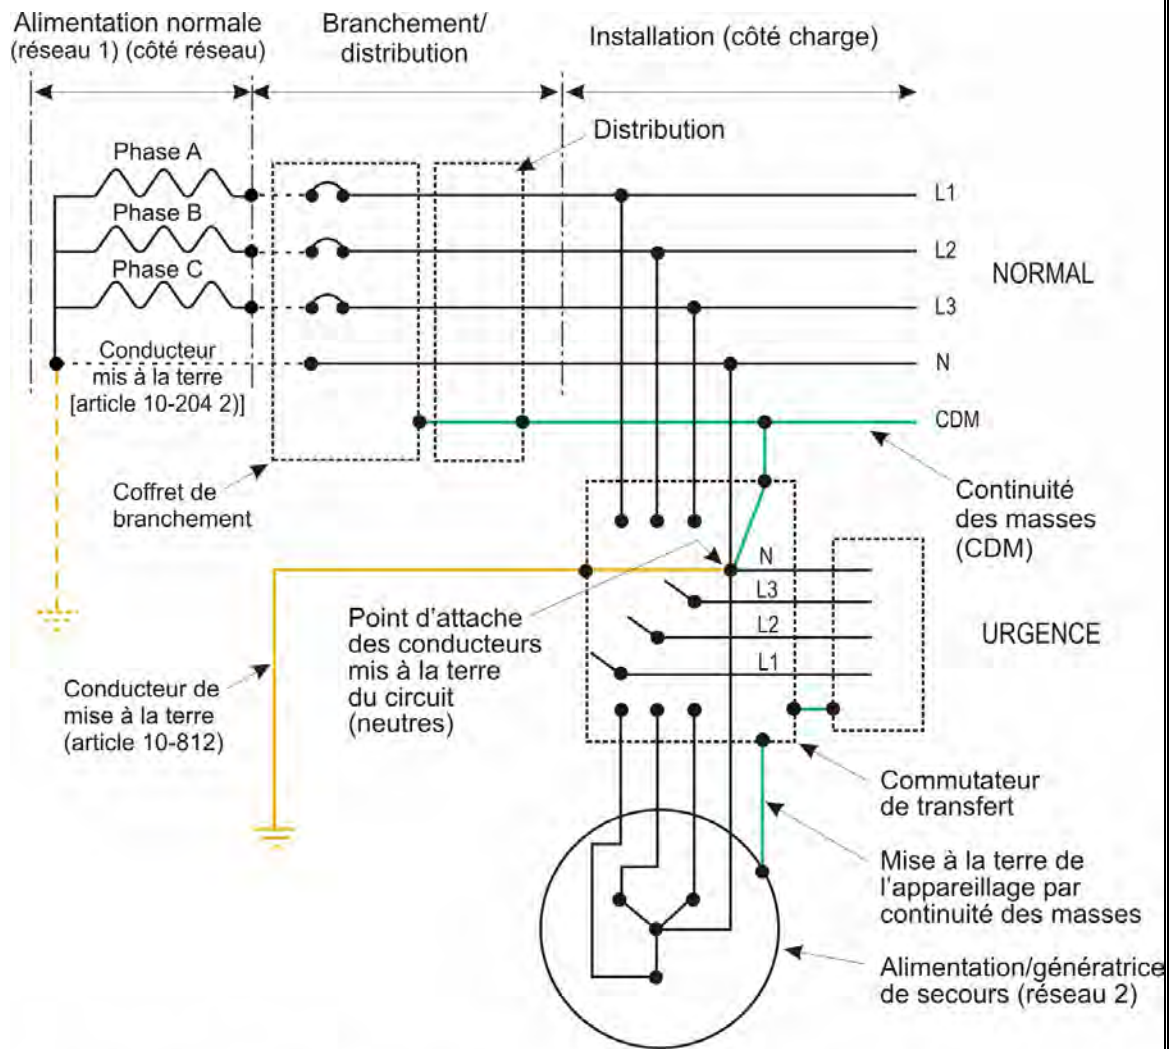 Alimentation normale
(réseau 1) (côté réseau)
Branchement/
distribution
Installation (côté charge)
Distribution
Phase A
Phase B
Phase C
L1
L2
L3
NORMAL
N
Conducteur
mis à la terre
[article 10-204 2)]
CDM
Coffret de
branchement
Continuité
des masses
(CDM)
N
L3
L2
L1
URGENCE
Point d'attache
des conducteurs
mis à la terre
du circuit
(neutres)
Conducteur de
mise à la terre
(article 10-812)
Commutateur
de transfert
Mise à la terre de
l'appareillage par
continuité des masses
Alimentation/génératrice
de secours (réseau 2)